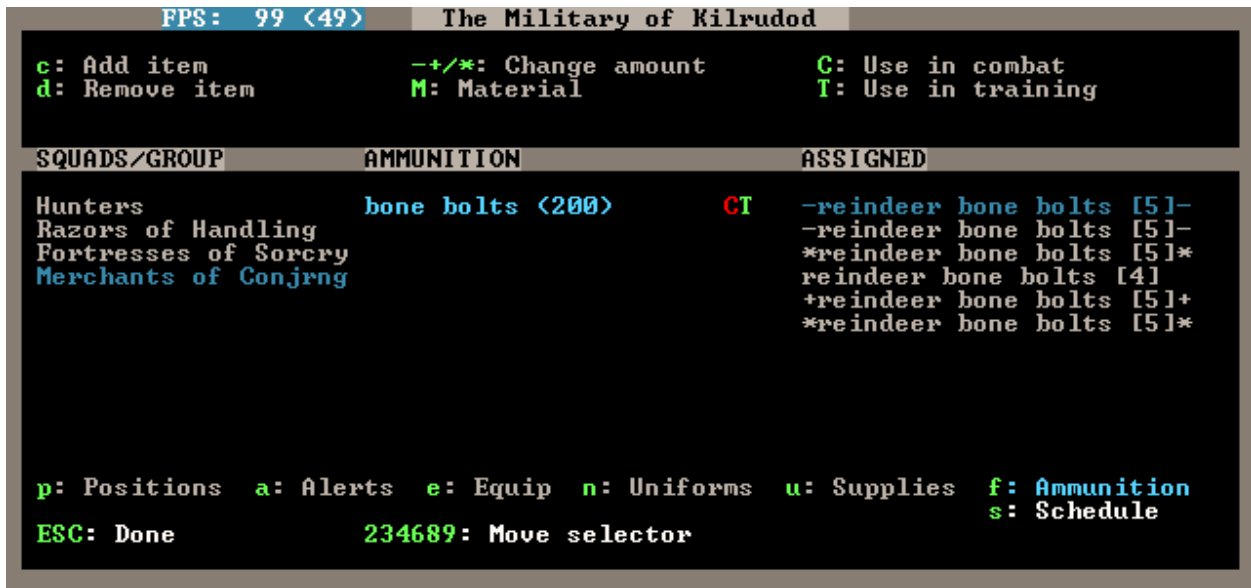 FPS: 99 (49) The Military of Kilrudod
c: Add item -+/*: Change amount C: Use in combat
d: Remove item M: Material T: Use in training
SQUADS/GROUP AMMUNITION ASSIGNED
Hunters bone bolts (200) CT -reindeer bone bolts [5]-
Razors of Handling -reindeer bone bolts [5]-
Fortresses of Sorcry *reindeer bone bolts [5]*
Merchants of Conjrng reindeer bone bolts [4]
+reindeer bone bolts [5]+
*reindeer bone bolts [5]*
p: Positions a: Alerts e: Equip n: Uniforms u: Supplies f: Ammunition
s: Schedule
ESC: Done 234689: Move selector